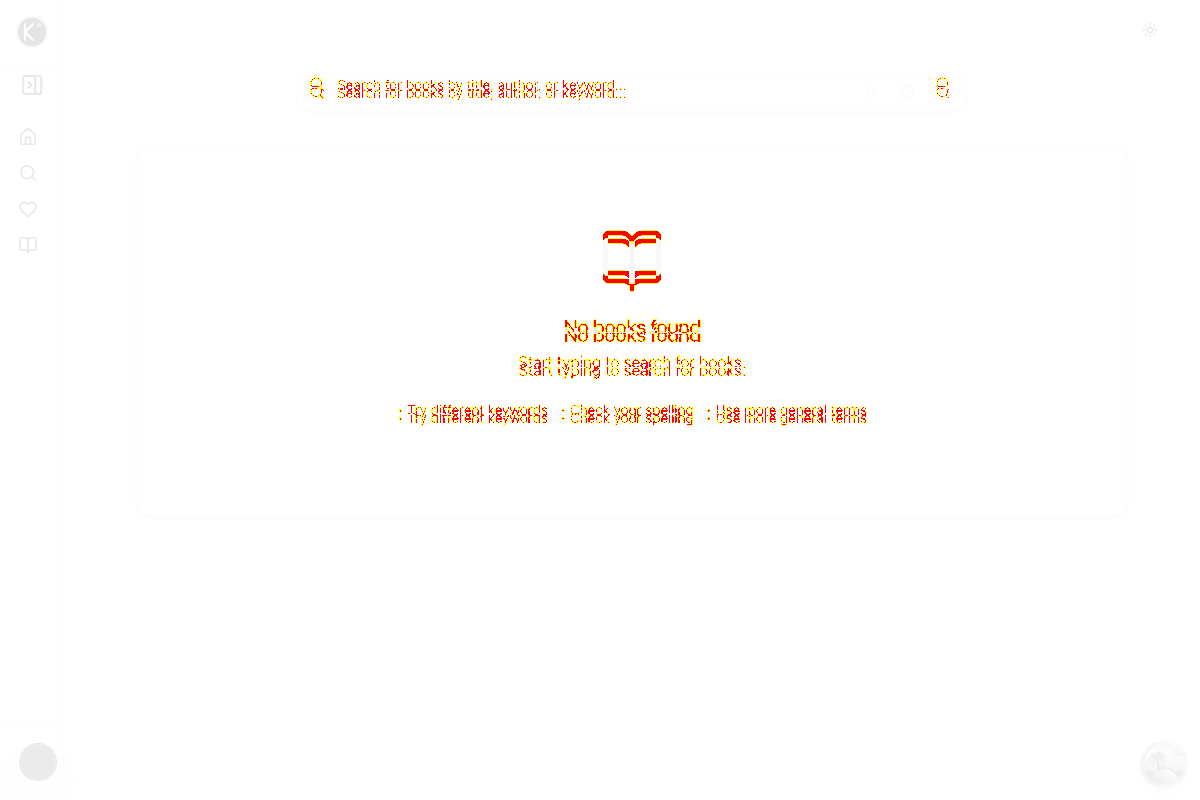 K
Search for books by title, author, or keyword...
No books found
Start typing to search for books.
· Try different keywords · Check your spelling · Use more general terms